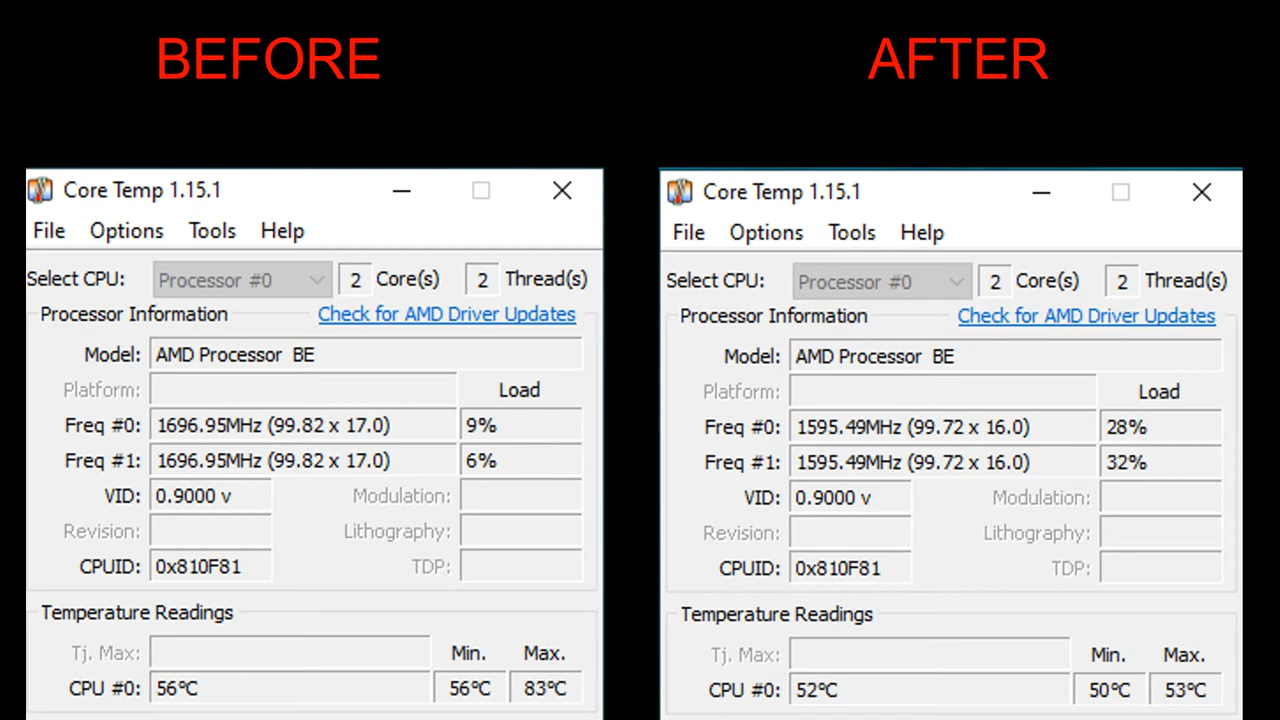 BEFORE
AFTER
Core Temp 1.15.1
File Options Tools Help
Select CPU: Processor #0 2 Core(s) 2 Thread(s)
Processor Information Check for AMD Driver Updates
Model: AMD Processor BE
Platform: Load
Freq #0: 1696.95MHz (99.82 x 17.0) 9%
Freq #1: 1696.95MHz (99.82 x 17.0) 6%
VID: 0.9000 v Modulation:
Revision: Lithography:
CPUID: 0x810F81 TDP:
Temperature Readings
Tj. Max: Min. Max.
CPU #0: 56°C 56°C 83°C
Core Temp 1.15.1
File Options Tools Help
Select CPU: Processor #0 2 Core(s) 2 Thread(s)
Processor Information Check for AMD Driver Updates
Model: AMD Processor BE
Platform: Load
Freq #0: 1595.49MHz (99.72 x 16.0) 28%
Freq #1: 1595.49MHz (99.72 x 16.0) 32%
VID: 0.9000 v Modulation:
Revision: Lithography:
CPUID: 0x810F81 TDP:
Temperature Readings
Tj. Max: Min. Max.
CPU #0: 52°C 50°C 53°C